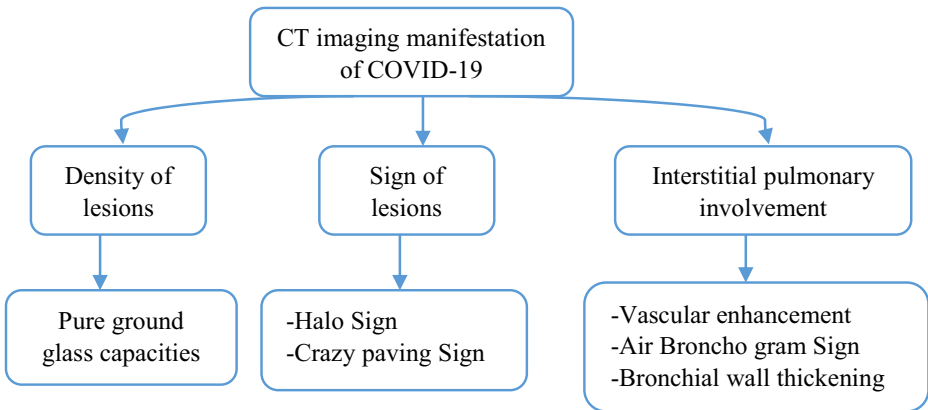 CT imaging manifestation
of COVID-19
Density of
lesions
Sign of
lesions
Interstitial pulmonary
involvement
Pure ground
glass capacities
-Halo Sign
-Crazy paving Sign
-Vascular enhancement
-Air Broncho gram Sign
-Bronchial wall thickening